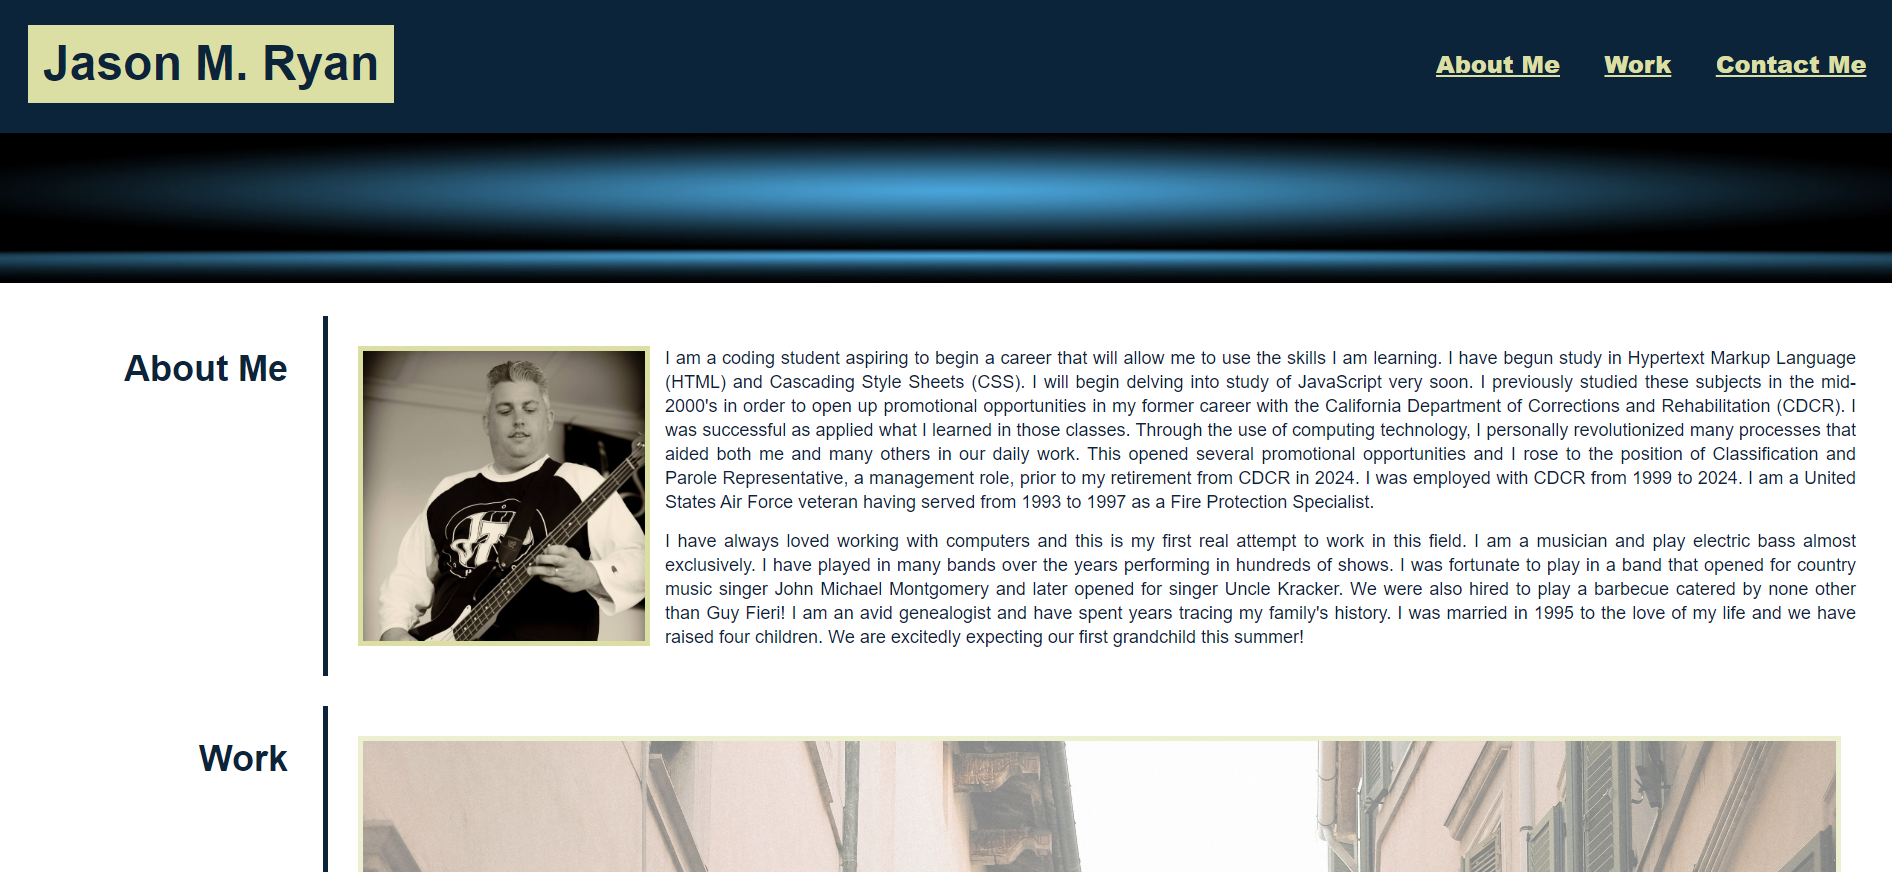 Jason M. Ryan
About Me
Work
Contact Me
About Me
I am a coding student aspiring to begin a career that will allow me to use the skills I am learning. I have begun study in Hypertext Markup Language
(HTML) and Cascading Style Sheets (CSS). I will begin delving into study of JavaScript very soon. I previously studied these subjects in the mid-
2000's in order to open up promotional opportunities in my former career with the California Department of Corrections and Rehabilitation (CDCR). I
was successful as applied what I learned in those classes. Through the use of computing technology, I personally revolutionized many processes that
aided both me and many others in our daily work. This opened several promotional opportunities and I rose to the position of Classification and
Parole Representative, a management role, prior to my retirement from CDCR in 2024. I was employed with CDCR from 1999 to 2024. I am a United
States Air Force veteran having served from 1993 to 1997 as a Fire Protection Specialist.
I have always loved working with computers and this is my first real attempt to work in this field. I am a musician and play electric bass almost
exclusively. I have played in many bands over the years performing in hundreds of shows. I was fortunate to play in a band that opened for country
music singer John Michael Montgomery and later opened for singer Uncle Kracker. We were also hired to play a barbecue catered by none other
than Guy Fieri! I am an avid genealogist and have spent years tracing my family's history. I was married in 1995 to the love of my life and we have
raised four children. We are excitedly expecting our first grandchild this summer!
Work